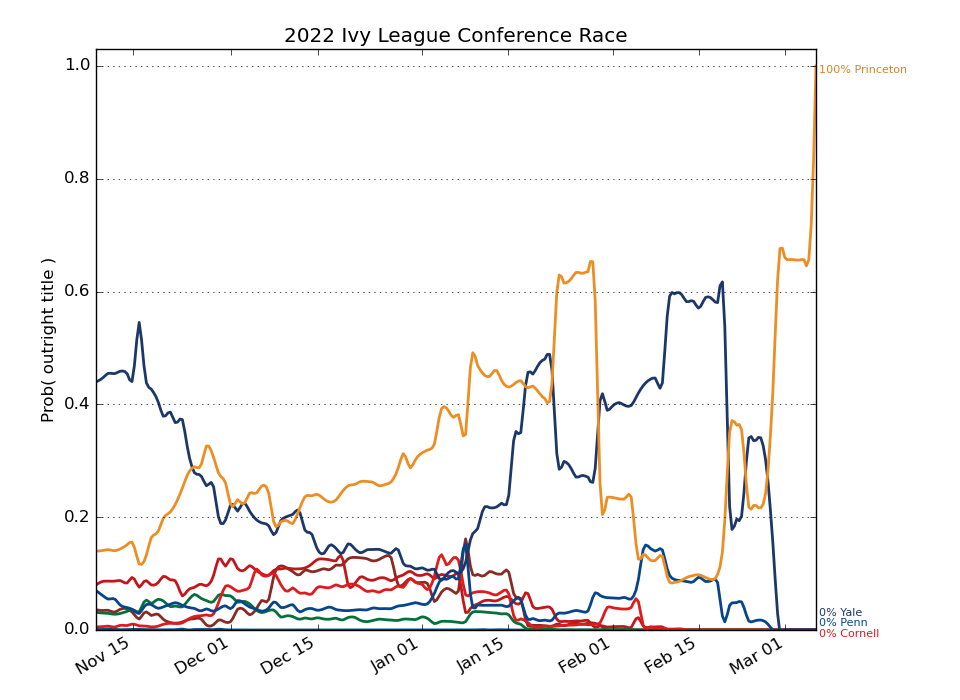 2022 Ivy League Conference Race
Prob( outright title )
1.0
0.8
0.6
0.4
0.2
0.0
100% Princeton
0% Yale
0% Penn
0% Cornell
Nov 15
Dec 01
Dec 15
Jan 01
Jan 15
Feb 01
Feb 15
Mar 01